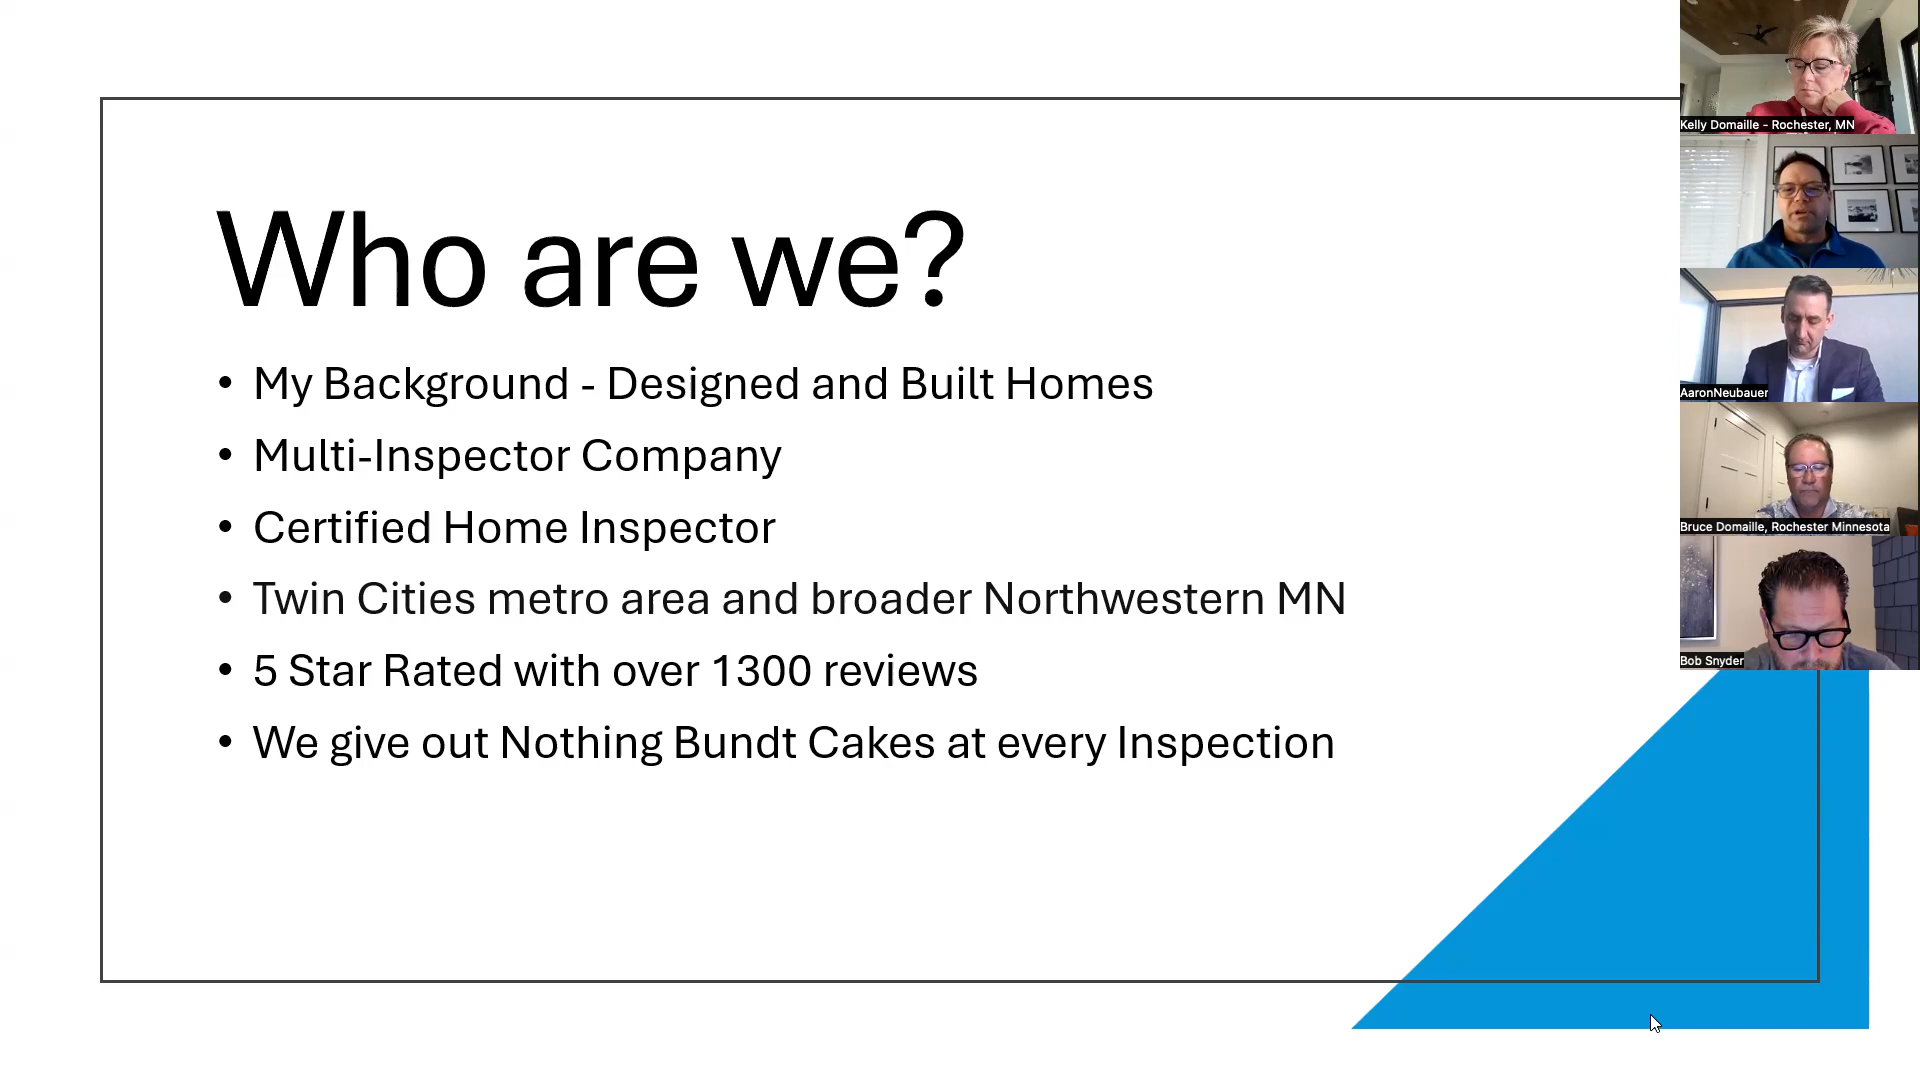 Who are we?
• My Background - Designed and Built Homes
• Multi-Inspector Company
• Certified Home Inspector
• Twin Cities metro area and broader Northwestern MN
• 5 Star Rated with over 1300 reviews
• We give out Nothing Bundt Cakes at every Inspection
Kelly Domaille - Rochester, MN
AaronNeubauer
Bruce Domaille, Rochester Minnesota
Bob Snyder